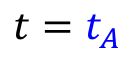 t = t_A